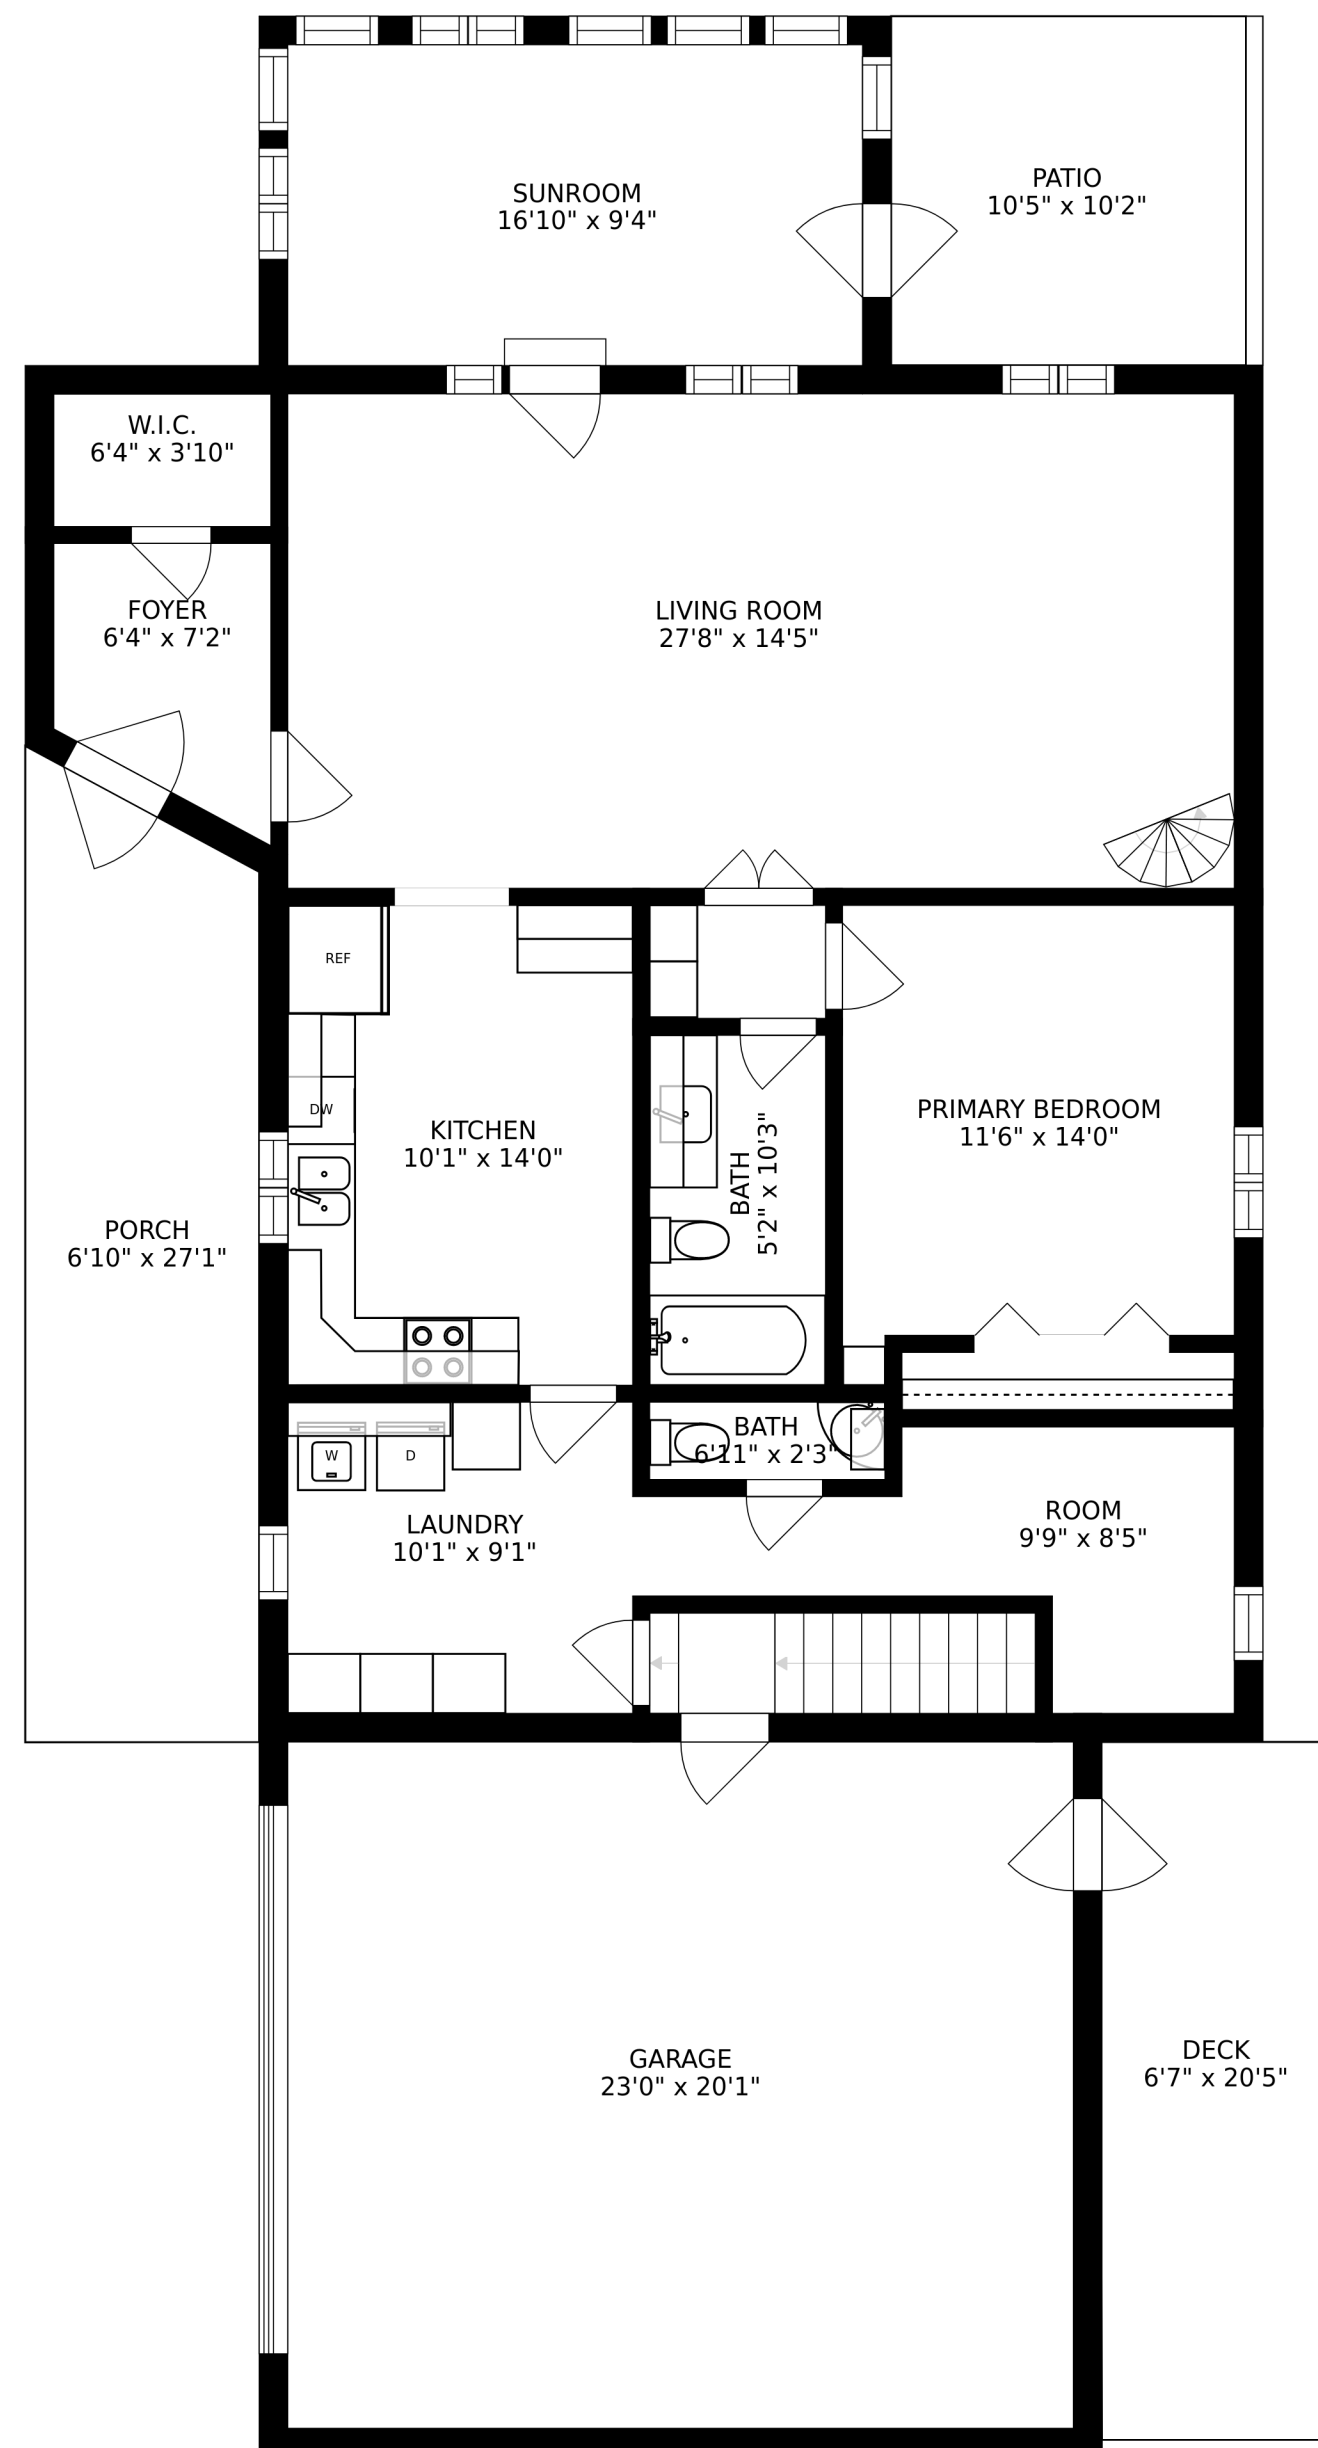 SUNROOM
16'10" x 9'4"
PATIO
10'5" x 10'2"
W.I.C.
6'4" x 3'10"
FOYER
6'4" x 7'2"
LIVING ROOM
27'8" x 14'5"
REF
DW
KITCHEN
10'1" x 14'0"
BATH
5'2" x 10'3"
PRIMARY BEDROOM
11'6" x 14'0"
PORCH
6'10" x 27'1"
W
D
BATH
6'11" x 2'3"
LAUNDRY
10'1" x 9'1"
ROOM
9'9" x 8'5"
GARAGE
23'0" x 20'1"
DECK
6'7" x 20'5"